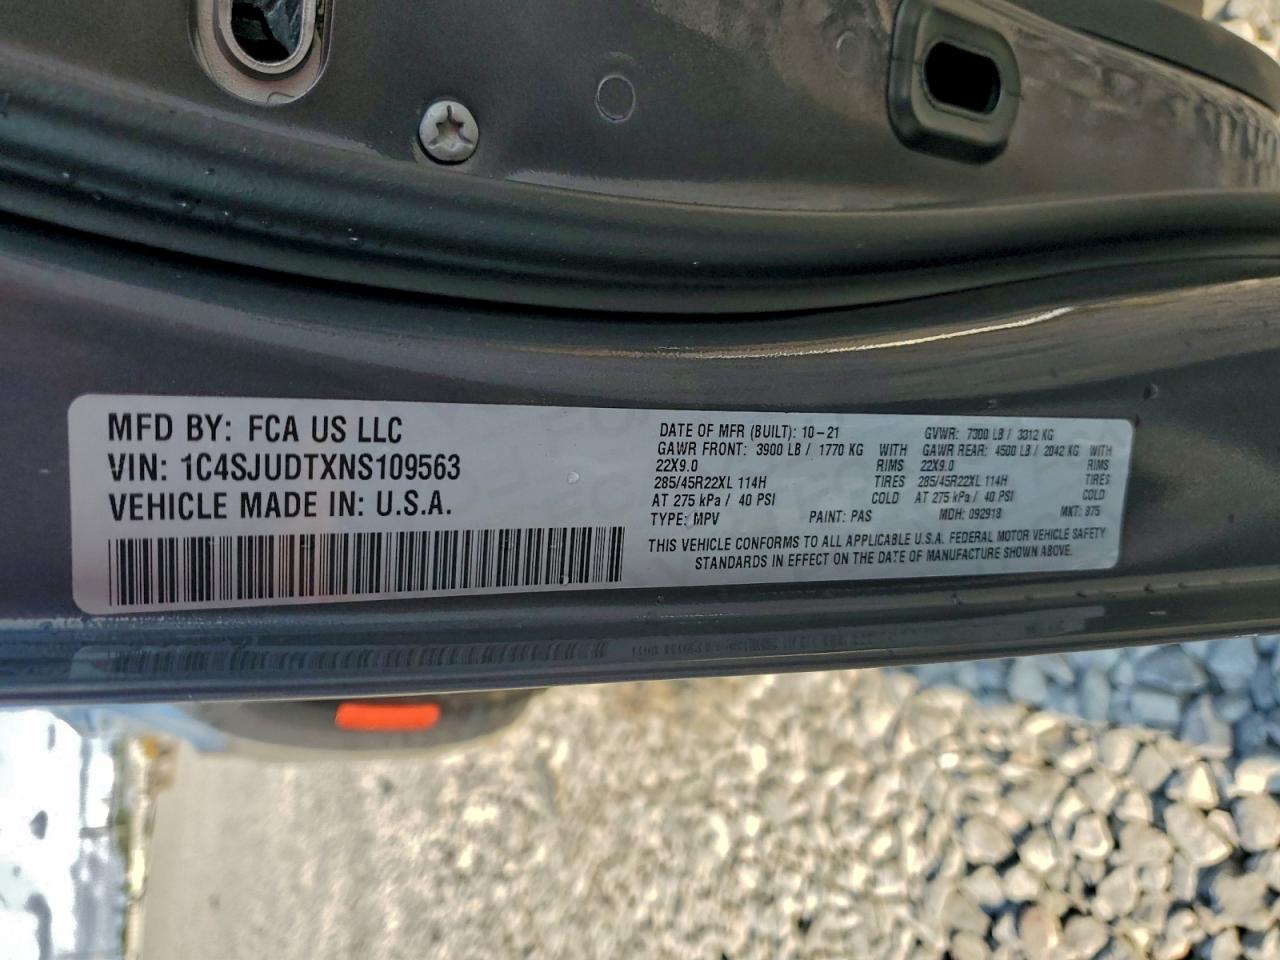 MFD BY: FCA US LLC
VIN: 1C4SJUDTXNS109563
VEHICLE MADE IN: U.S.A.
DATE OF MFR (BUILT): 10-21 GVWR: 7300 LB / 3312 KG
GAWR FRONT: 3900 LB / 1770 KG WITH GAWR REAR: 4500 LB / 2042 KG WITH
22X9.0 RIMS 22X9.0 RIMS
285/45R22XL 114H TIRES 285/45R22XL 114H TIRES
AT 275 kPa / 40 PSI COLD AT 275 kPa / 40 PSI COLD
TYPE: MPV PAINT: PAS MDH: 092918 MKT: 875
THIS VEHICLE CONFORMS TO ALL APPLICABLE U.S.A. FEDERAL MOTOR VEHICLE SAFETY
STANDARDS IN EFFECT ON THE DATE OF MANUFACTURE SHOWN ABOVE.